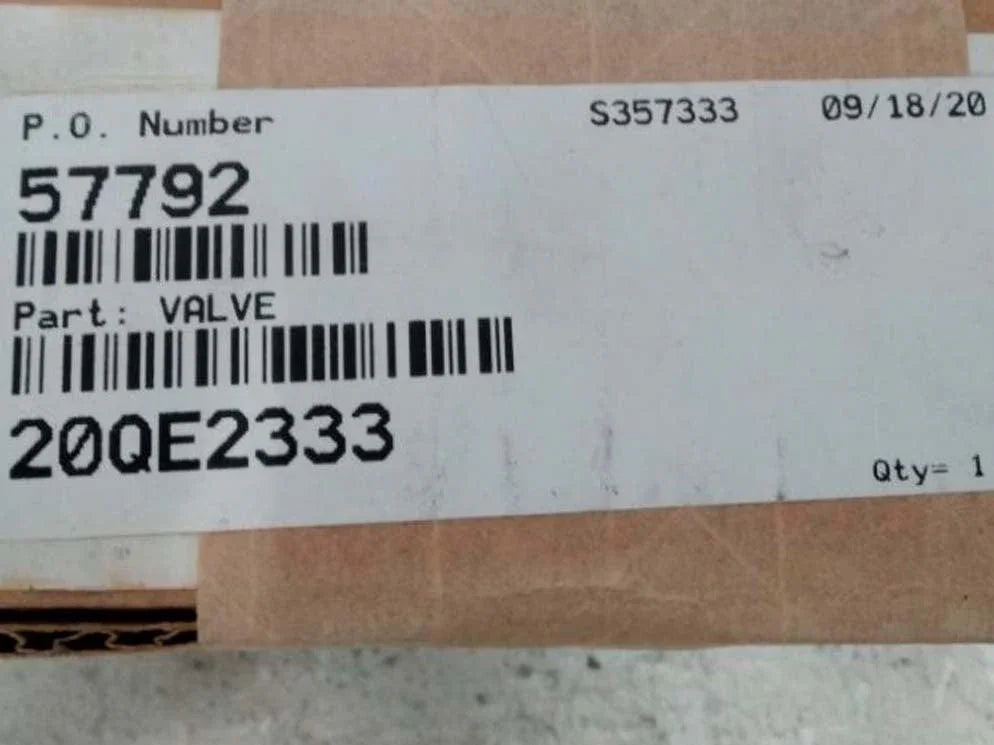 P.O. Number S357333 09/18/20
57792
Part: VALVE
20QE2333
Qty= 1